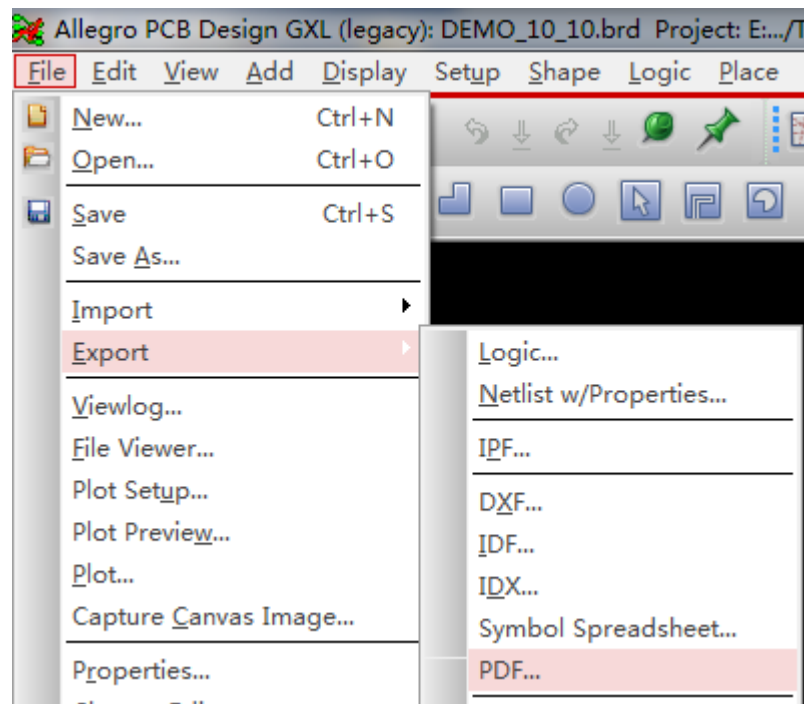 Allegro PCB Design GXL (legacy): DEMO_10_10.brd Project: E:.../T
File Edit View Add Display Setup Shape Logic Place
New... Ctrl+N
Open... Ctrl+O
Save Ctrl+S
Save As...
Import
Export
Viewlog...
File Viewer...
Plot Setup...
Plot Preview...
Plot...
Capture Canvas Image...
Properties...
Logic...
Netlist w/Properties...
IPF...
DXF...
IDF...
IDX...
Symbol Spreadsheet...
PDF...